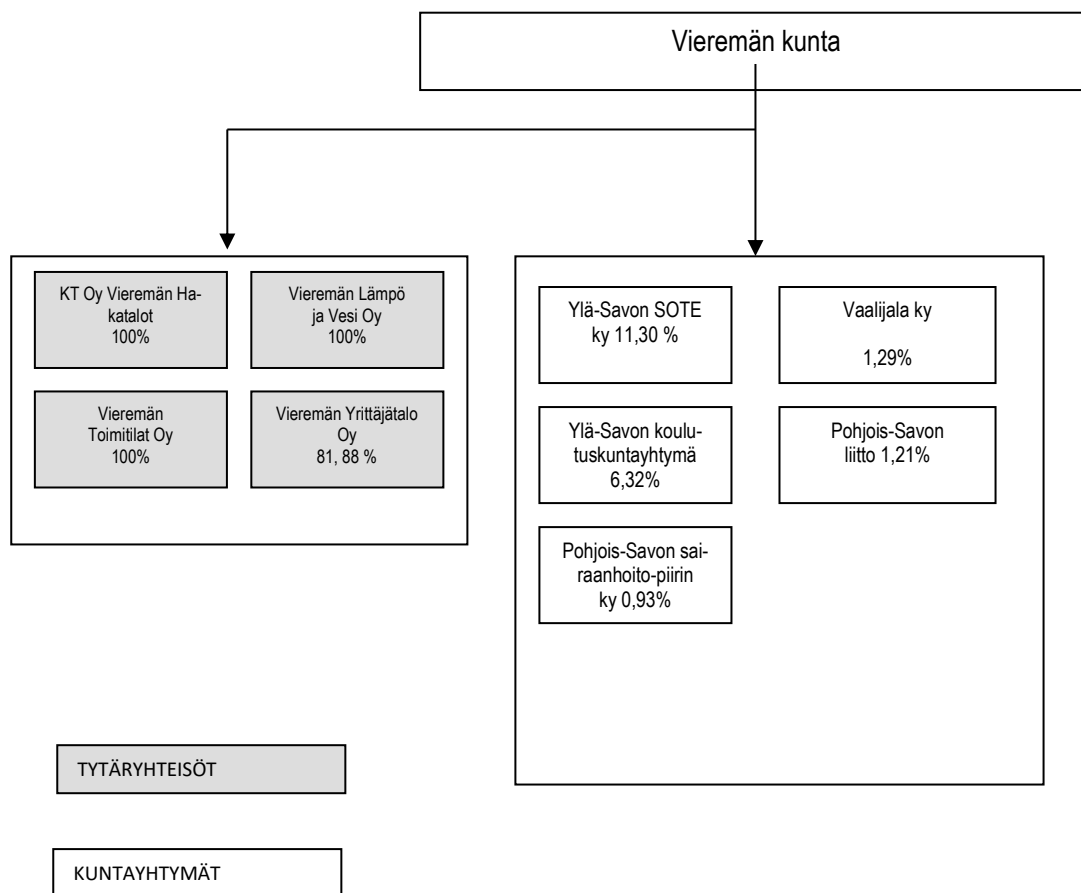 Vieremän kunta
KT Oy Vieremän Ha-
katalot
100%
Vieremän Lämpö
ja Vesi Oy
100%
Vieremän
Toimitilat Oy
100%
Vieremän Yrittäjätalo
Oy
81, 88 %
Ylä-Savon SOTE
ky 11,30 %
Vaalijala ky
1,29%
Ylä-Savon koulu-
tuskuntayhtymä
6,32%
Pohjois-Savon
liitto 1,21%
Pohjois-Savon sai-
raanhoito-piirin
ky 0,93%
TYTÄRYHTEISÖT
KUNTAYHTYMÄT